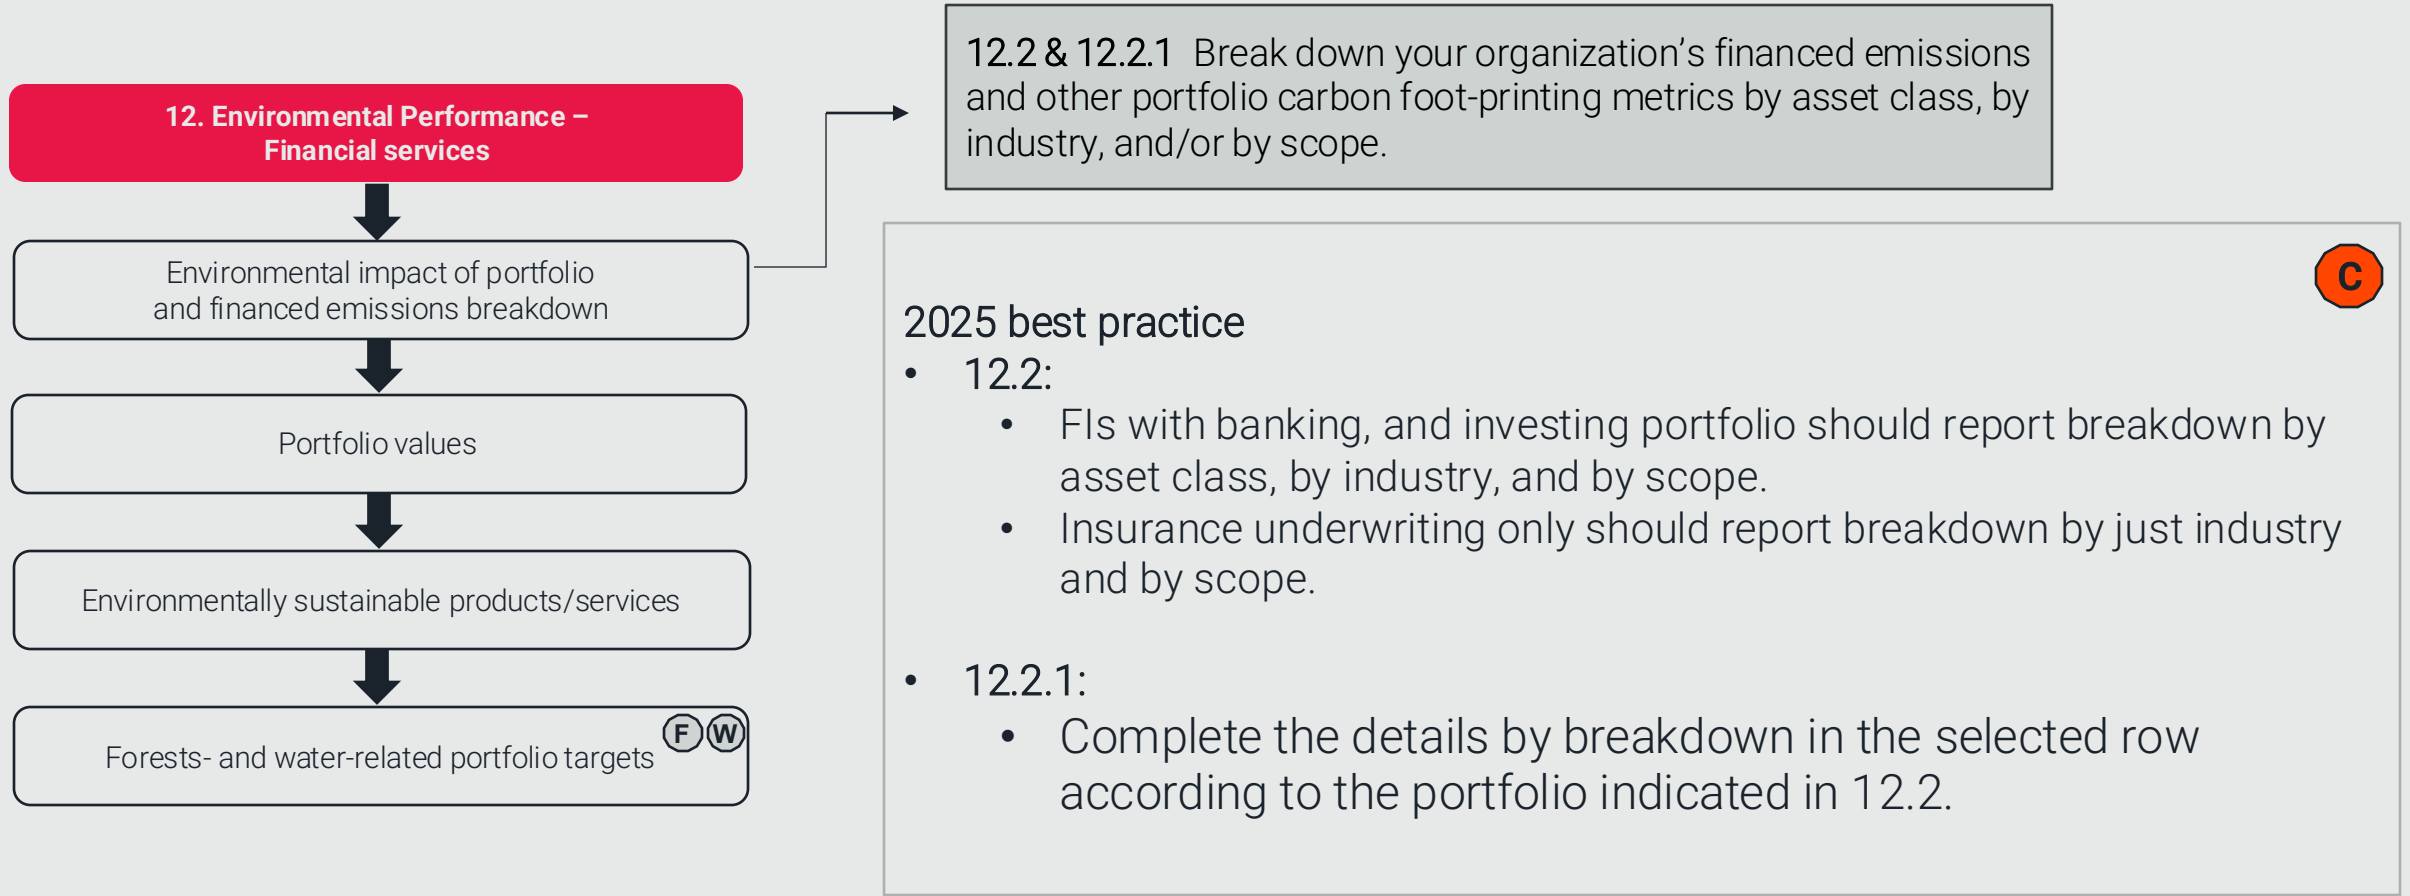 12. Environmental Performance –
Financial services
Environmental impact of portfolio
and financed emissions breakdown
Portfolio values
Environmentally sustainable products/services
Forests- and water-related portfolio targets
F W
12.2 & 12.2.1 Break down your organization’s financed emissions
and other portfolio carbon foot-printing metrics by asset class, by
industry, and/or by scope.
C
2025 best practice
• 12.2:
• FIs with banking, and investing portfolio should report breakdown by
asset class, by industry, and by scope.
• Insurance underwriting only should report breakdown by just industry
and by scope.
• 12.2.1:
• Complete the details by breakdown in the selected row
according to the portfolio indicated in 12.2.